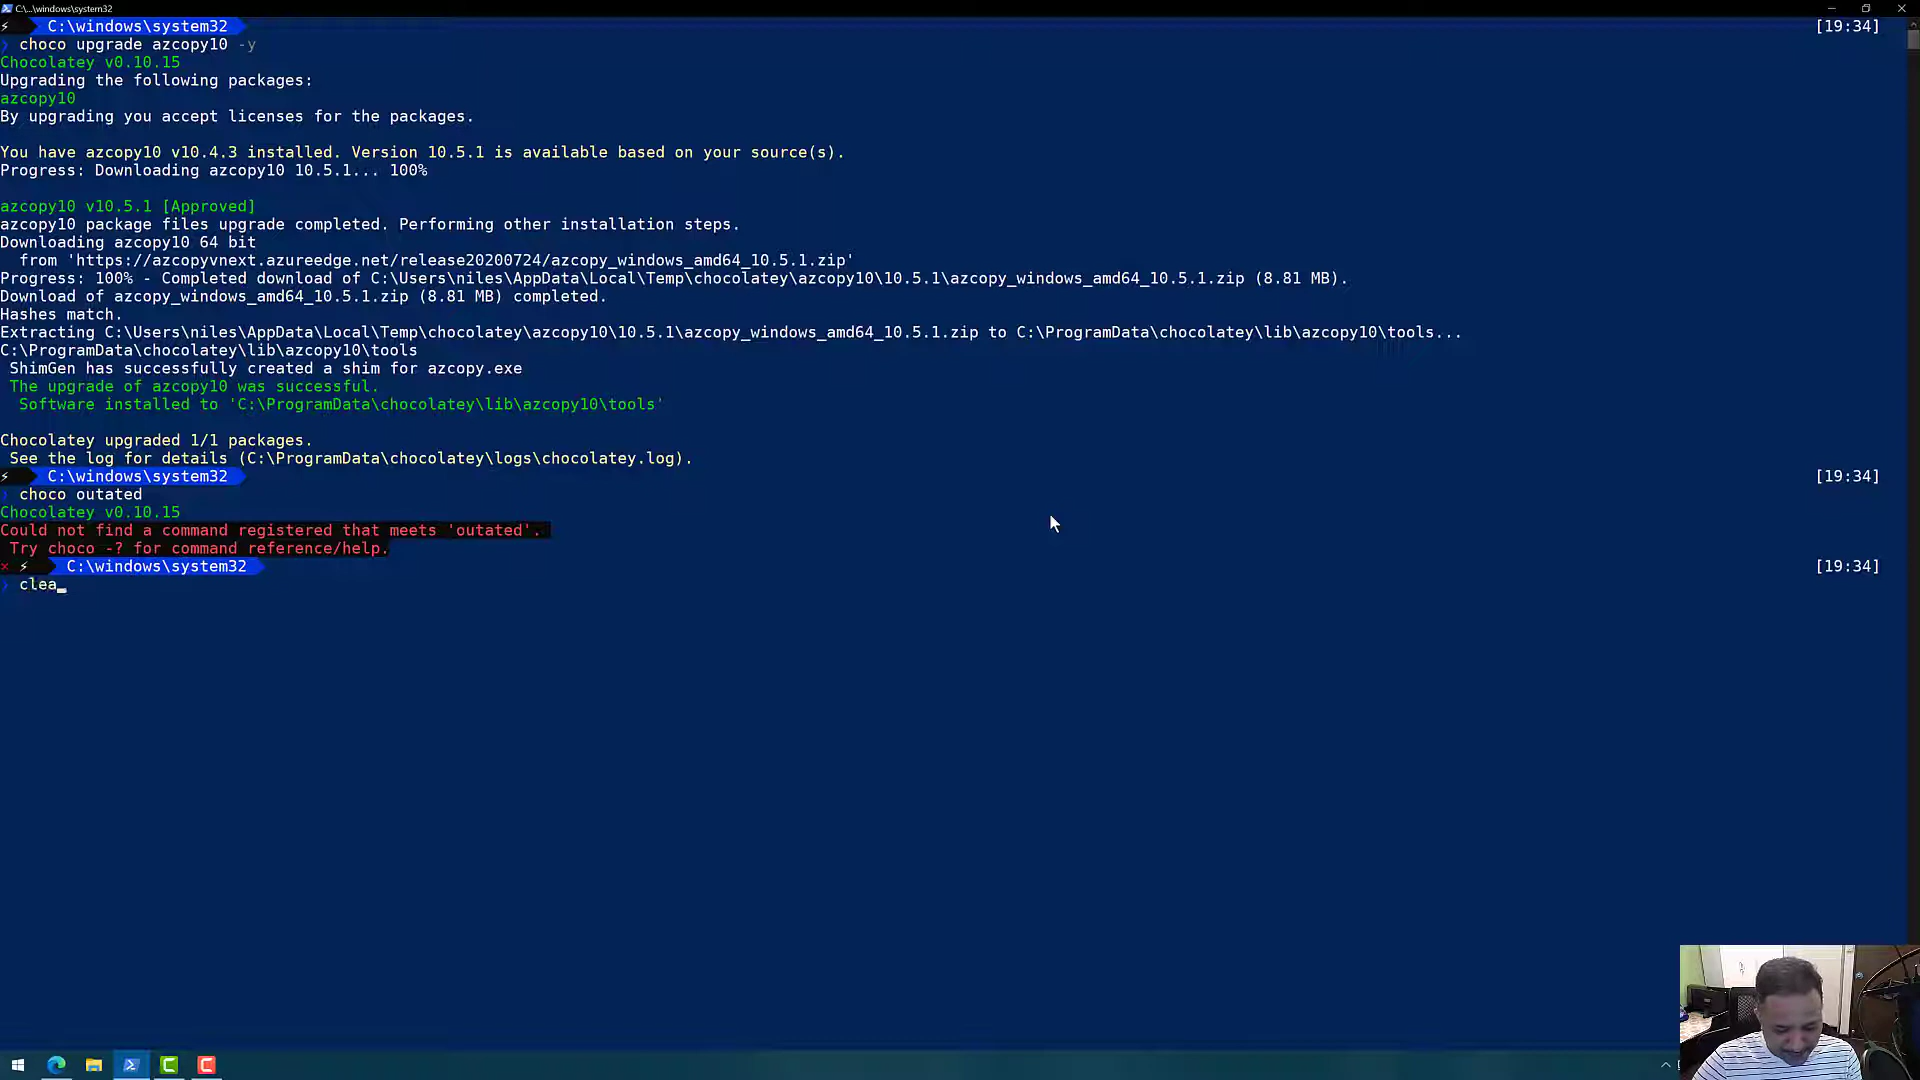 C:\...\windows\system32
C:\windows\system32 [19:34]
choco upgrade azcopy10 -y
Chocolatey v0.10.15
Upgrading the following packages:
azcopy10
By upgrading you accept licenses for the packages.
You have azcopy10 v10.4.3 installed. Version 10.5.1 is available based on your source(s).
Progress: Downloading azcopy10 10.5.1... 100%
azcopy10 v10.5.1 [Approved]
azcopy10 package files upgrade completed. Performing other installation steps.
Downloading azcopy10 64 bit
from 'https://azcopyvnext.azureedge.net/release20200724/azcopy_windows_amd64_10.5.1.zip'
Progress: 100% - Completed download of C:\Users\niles\AppData\Local\Temp\chocolatey\azcopy10\10.5.1\azcopy_windows_amd64_10.5.1.zip (8.81 MB).
Download of azcopy_windows_amd64_10.5.1.zip (8.81 MB) completed.
Hashes match.
Extracting C:\Users\niles\AppData\Local\Temp\chocolatey\azcopy10\10.5.1\azcopy_windows_amd64_10.5.1.zip to C:\ProgramData\chocolatey\lib\azcopy10\tools...
C:\ProgramData\chocolatey\lib\azcopy10\tools
ShimGen has successfully created a shim for azcopy.exe
The upgrade of azcopy10 was successful.
Software installed to 'C:\ProgramData\chocolatey\lib\azcopy10\tools'
Chocolatey upgraded 1/1 packages.
See the log for details (C:\ProgramData\chocolatey\logs\chocolatey.log).
C:\windows\system32 [19:34]
choco outated
Chocolatey v0.10.15
Could not find a command registered that meets 'outated'.
Try choco -? for command reference/help.
C:\windows\system32 [19:34]
clea